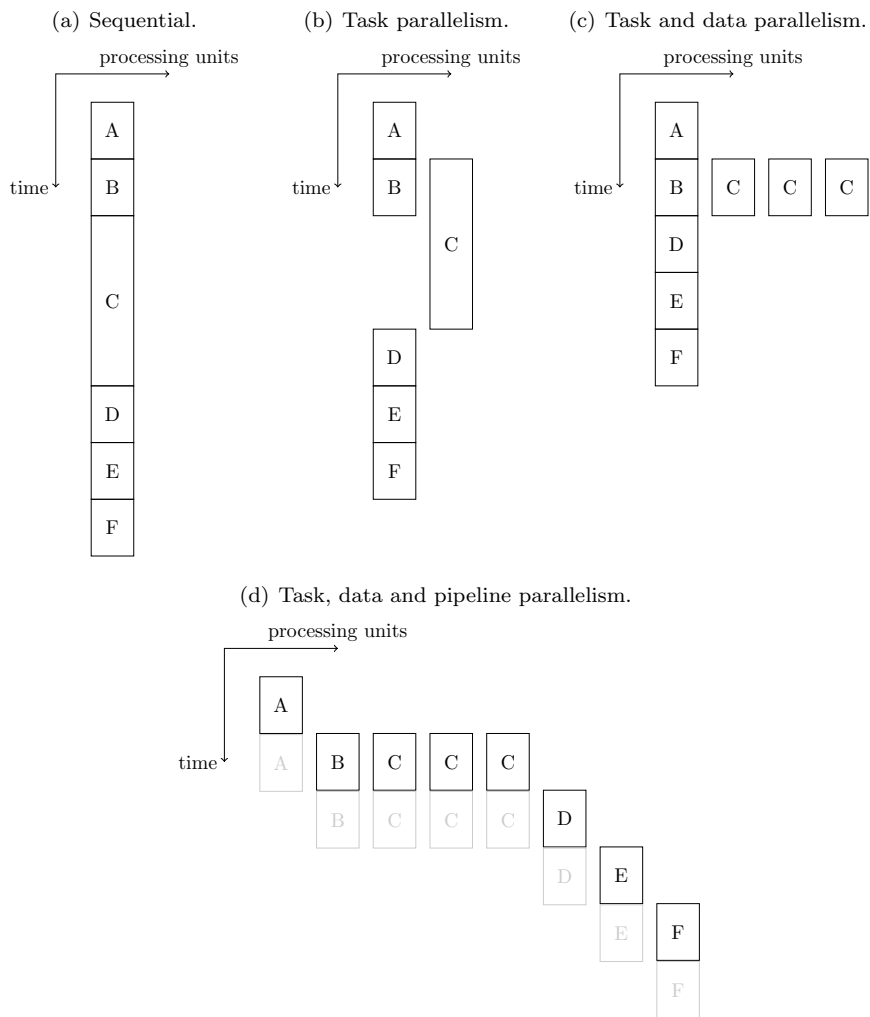 (a) Sequential.
processing units
time
A
B
C
D
E
F
(b) Task parallelism.
processing units
time
A
B
C
D
E
F
(c) Task and data parallelism.
processing units
time
A
B C C C
D
E
F
(d) Task, data and pipeline parallelism.
processing units
time
A
A B C C C
B C C C D
D E
E F
F